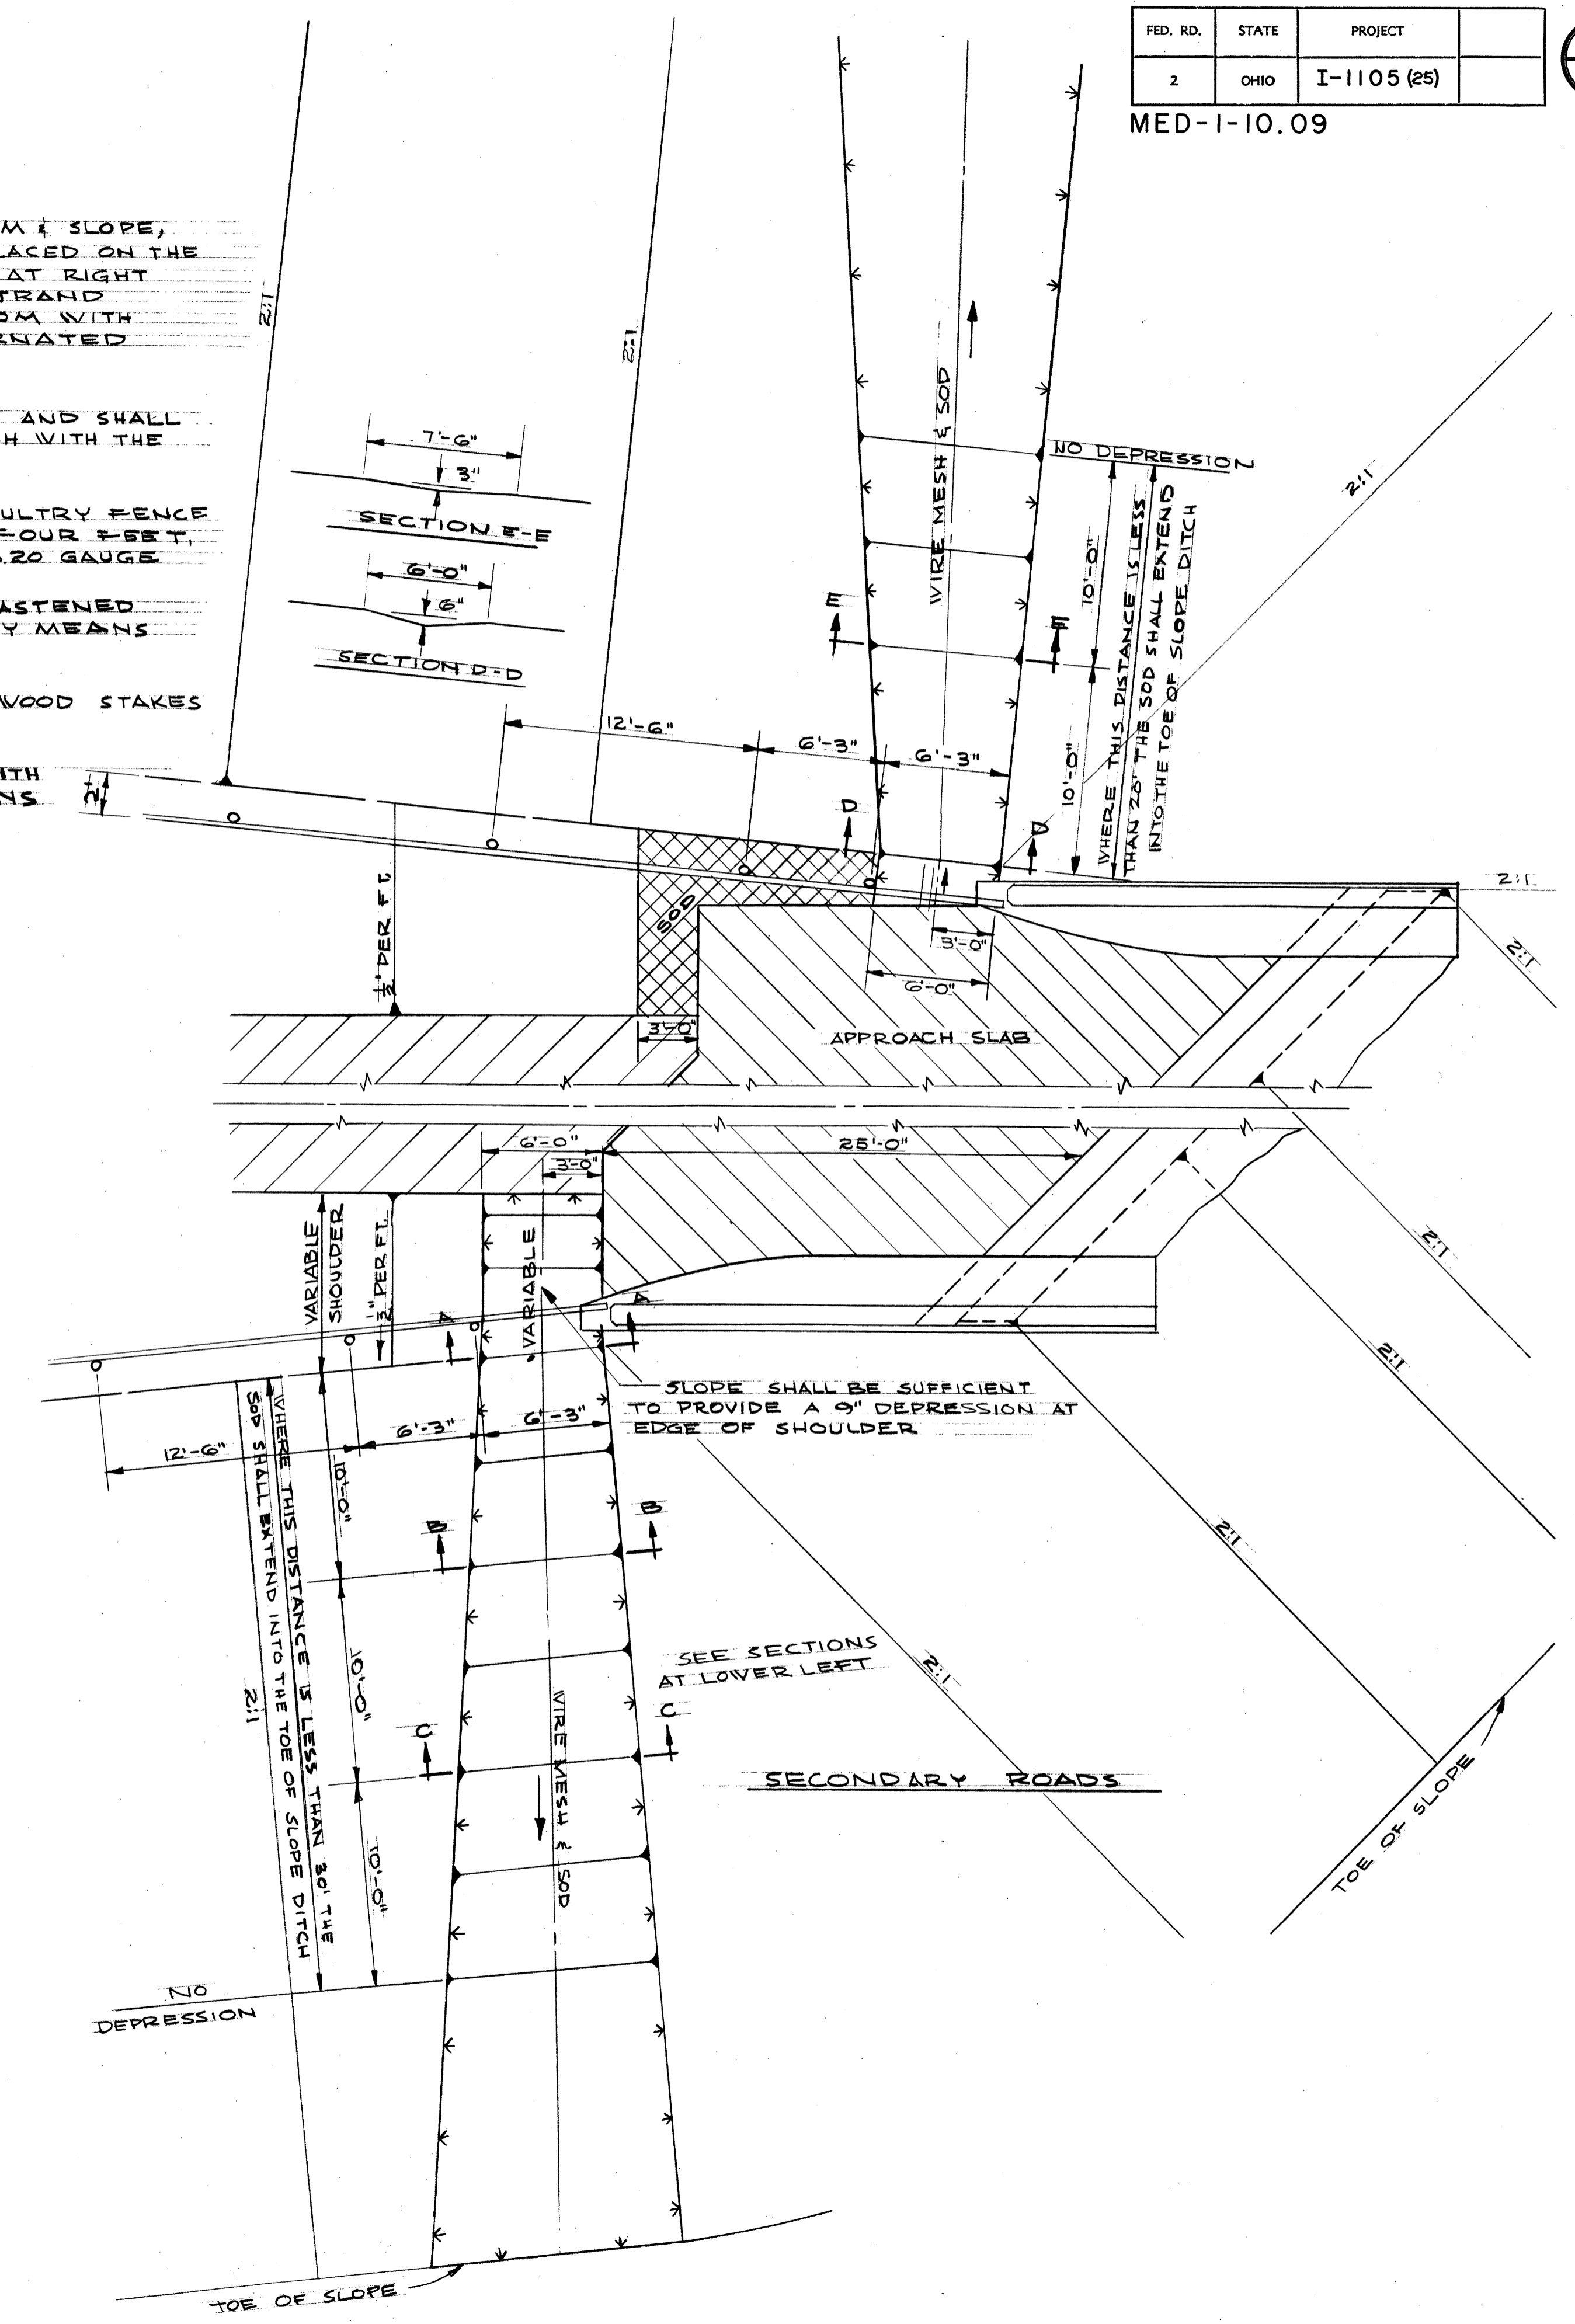 FED. RD. STATE PROJECT
2 OHIO I-1105 (25)
MED-1-10.09
M & SLOPE,
LACED ON THE
AT RIGHT
TRAND
OM WITH
RNATED
AND SHALL
H WITH THE
ULTRY FENCE
FOUR FEET,
.20 GAUGE
ASTENED
Y MEANS
WOOD STAKES
ITH
NS
2:1
2:1
7'-6"
3"
SECTION E-E
6'-0"
6"
SECTION D-D
WIRE MESH & SOD
NO DEPRESSION
2:1
10'-0"
10'-0"
WHERE THIS DISTANCE IS LESS
THAN 20' THE SOD SHALL EXTEND
INTO THE TOE OF SLOPE DITCH
E E
12'-6"
6'-3"
6'-3"
D D
SOD
½" PER FT.
3'-0"
3'-0"
6'-0"
APPROACH SLAB
2:1
2:1
6'-0"
3'-0"
25'-0"
VARIABLE
SHOULDER
½" PER FT.
VARIABLE
A A
2:1
2:1
SLOPE SHALL BE SUFFICIENT
TO PROVIDE A 9" DEPRESSION AT
EDGE OF SHOULDER
12'-6"
6'-3"
6'-3"
10'-0"
10'-0"
10'-0"
WHERE THIS DISTANCE IS LESS THAN 30' THE
SOD SHALL EXTEND INTO THE TOE OF SLOPE DITCH
2:1
B B
2:1
SEE SECTIONS
AT LOWER LEFT
2:1
C C
WIRE MESH & SOD
SECONDARY ROADS
TOE OF SLOPE
NO
DEPRESSION
TOE OF SLOPE